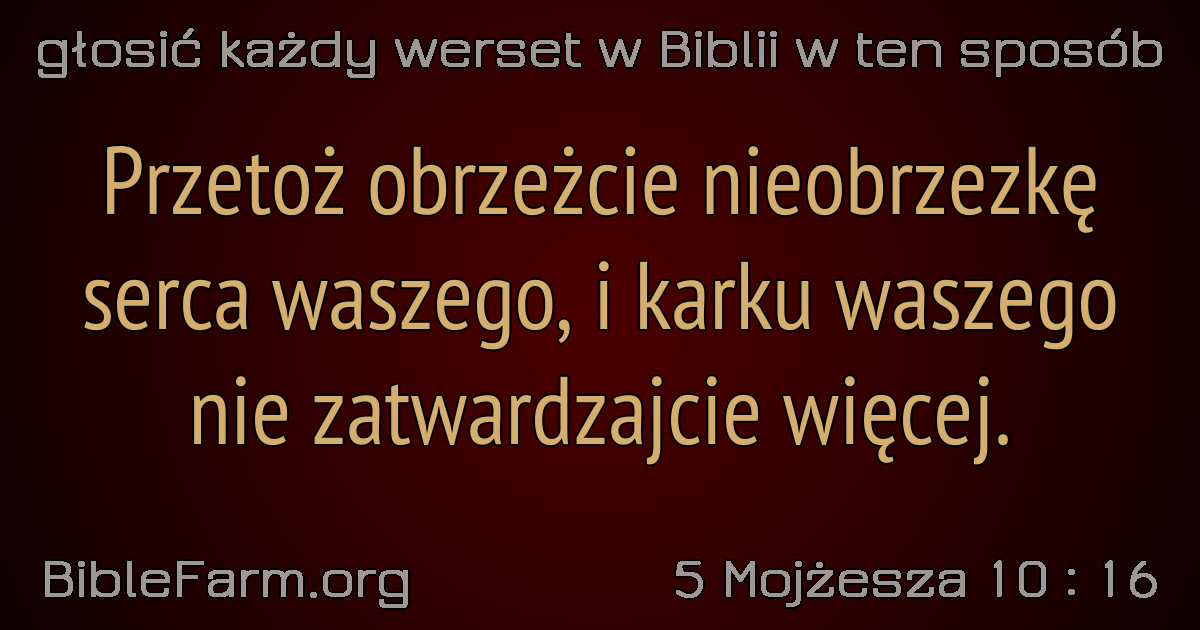 głosić każdy werset w Biblii w ten sposób
Przetoż obrzeżcie nieobrzezkę
serca waszego, i karku waszego
nie zatwardzajcie więcej.
BibleFarm.org
5 Mojżesza 10 : 16